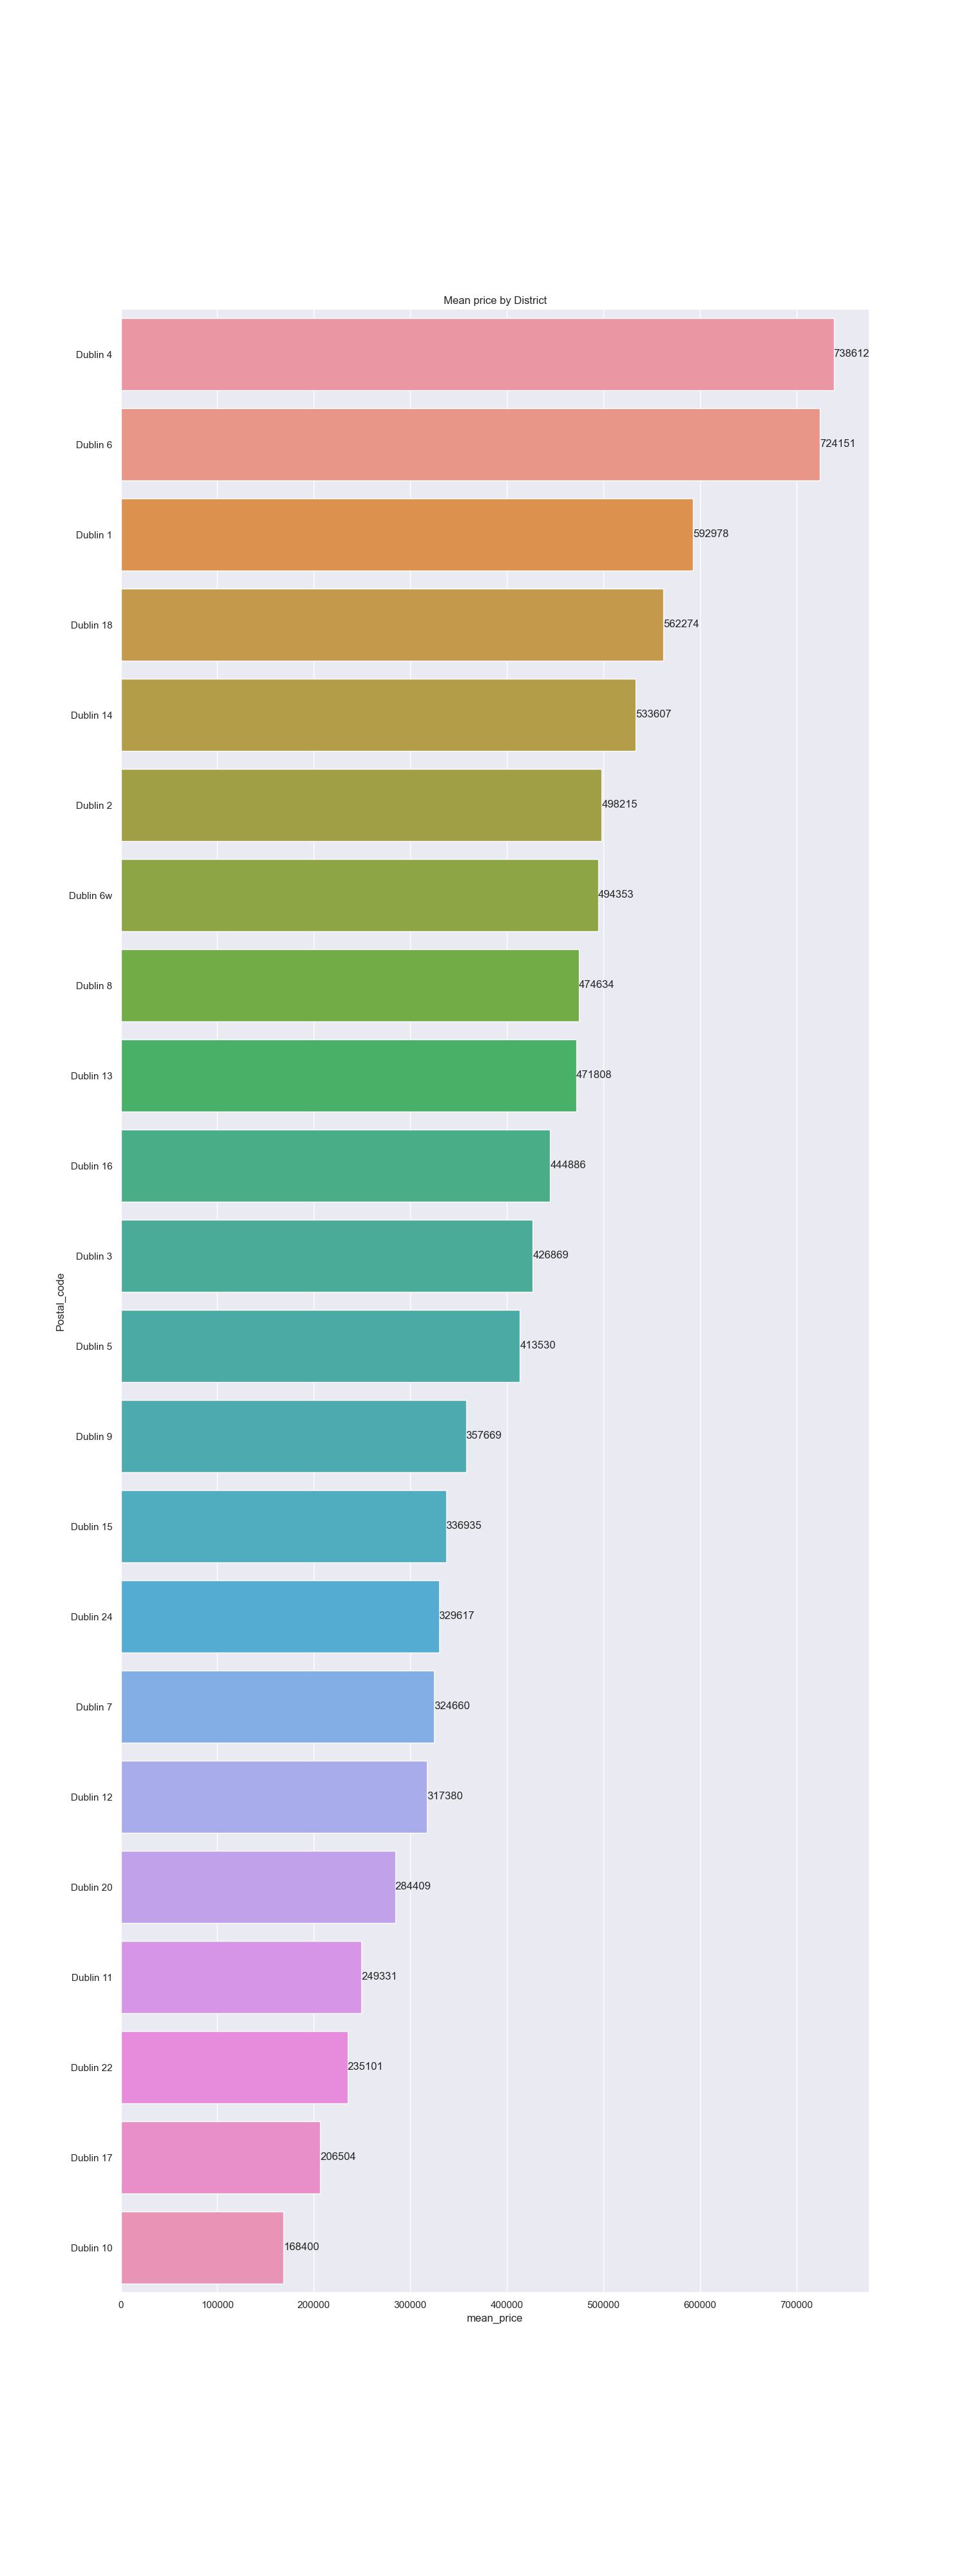 Mean price by District
Postal_code
Dublin 4
Dublin 6
Dublin 1
Dublin 18
Dublin 14
Dublin 2
Dublin 6w
Dublin 8
Dublin 13
Dublin 16
Dublin 3
Dublin 5
Dublin 9
Dublin 15
Dublin 24
Dublin 7
Dublin 12
Dublin 20
Dublin 11
Dublin 22
Dublin 17
Dublin 10
738612
724151
592978
562274
533607
498215
494353
474634
471808
444886
426869
413530
357669
336935
329617
324660
317380
284409
249331
235101
206504
168400
0
100000
200000
300000
400000
500000
600000
700000
mean_price